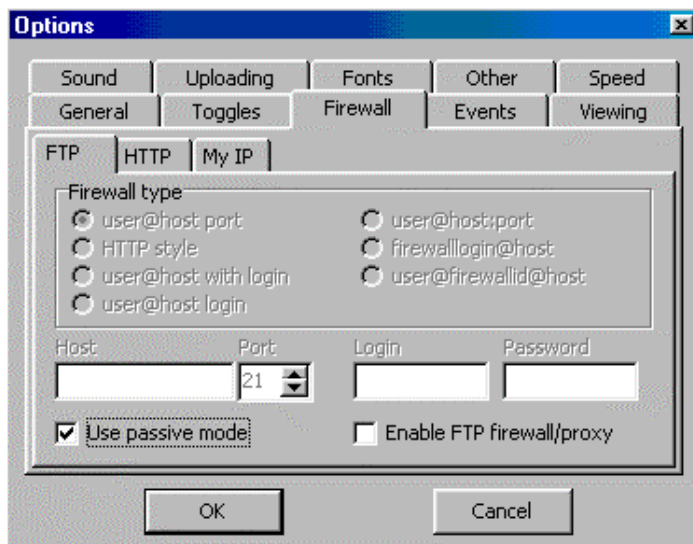 Options
Sound Uploading Fonts Other Speed
General Toggles Firewall Events Viewing
FTP HTTP My IP
Firewall type
user@host port user@host:port
HTTP style firewalllogin@host
user@host with login user@firewallid@host
user@host login
Host Port Login Password
21
Use passive mode Enable FTP firewall/proxy
OK Cancel